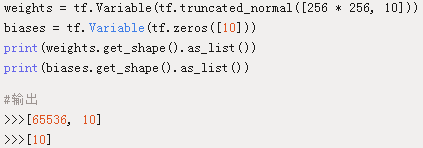 weights = tf.Variable(tf.truncated_normal([256 * 256, 10]))
biases = tf.Variable(tf.zeros([10]))
print(weights.get_shape().as_list())
print(biases.get_shape().as_list())
#输出
>>>[65536, 10]
>>>[10]